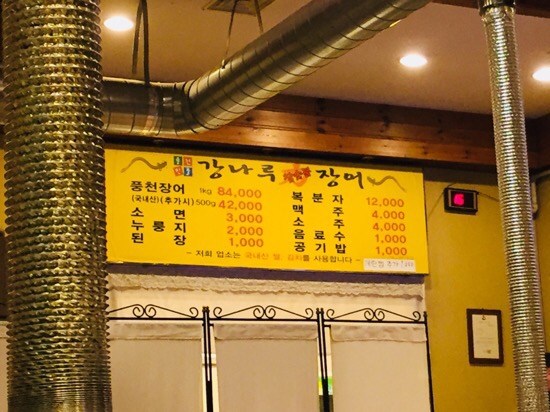 강나루 장어
풍천장어 1kg 84,000
(국내산)(추가시) 500g 42,000
소면 3,000
누룽지 2,000
된장 1,000
복분자 12,000
맥주 4,000
소주 4,000
음료수 1,000
공기밥 1,000
- 저희 업소는 국내산 쌀, 김치를 사용합니다 -